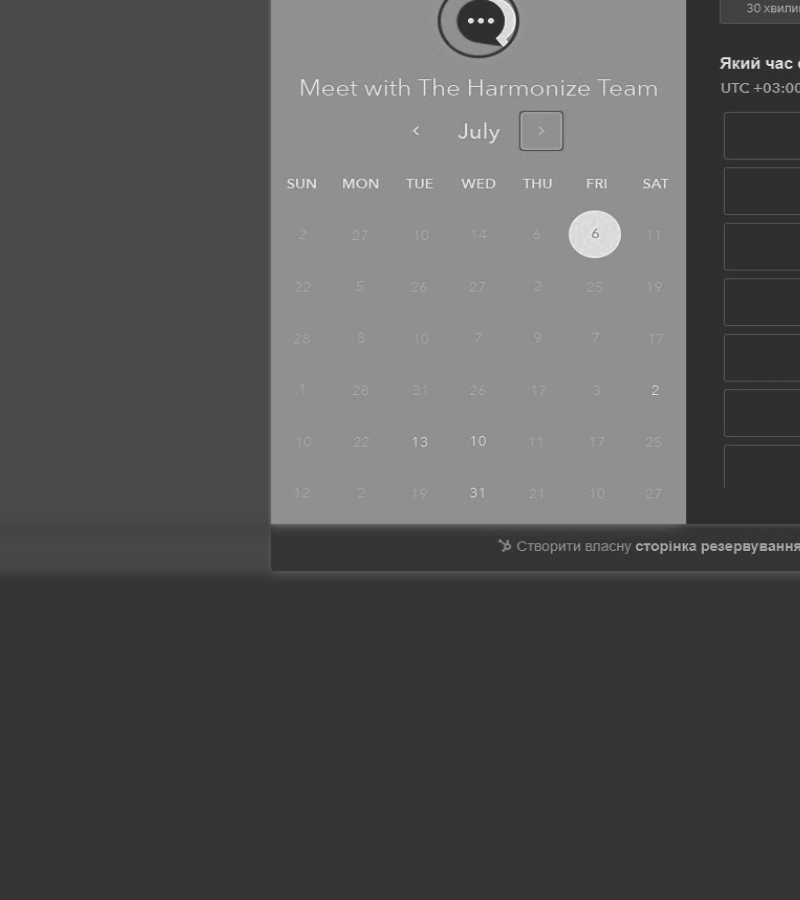 30 хвилин
Meet with The Harmonize Team
July
Який час
UTC +03:00
SUN MON TUE WED THU FRI SAT
2 27 10 14 6 6 11
22 5 26 27 2 25 19
28 8 10 7 9 7 17
1 28 31 26 17 3 2
10 22 13 10 11 17 25
12 2 19 31 21 10 27
Створити власну сторінка резервування